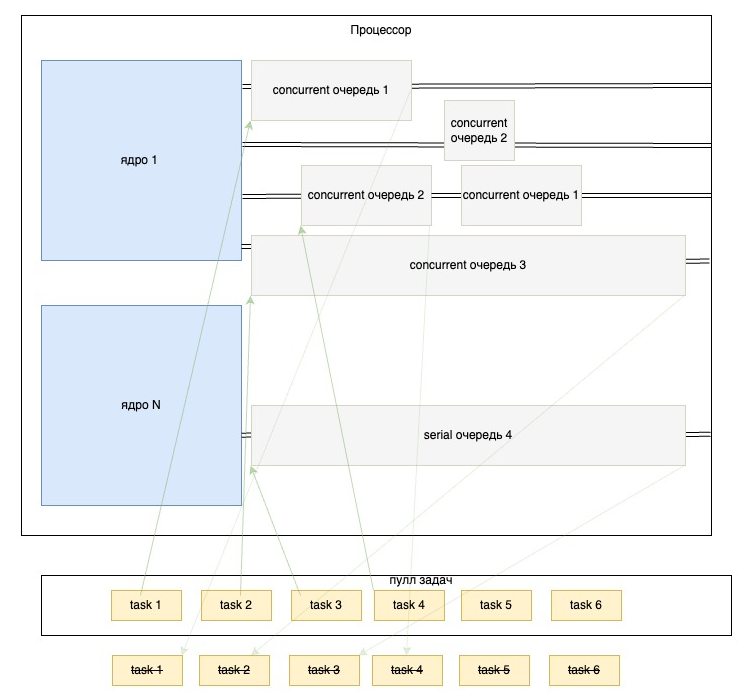 Процессор
ядро 1
concurrent очередь 1
concurrent
очередь 2
concurrent очередь 2
concurrent очередь 1
concurrent очередь 3
ядро N
serial очередь 4
пулл задач
task 1
task 2
task 3
task 4
task 5
task 6
task 1
task 2
task 3
task 4
task 5
task 6